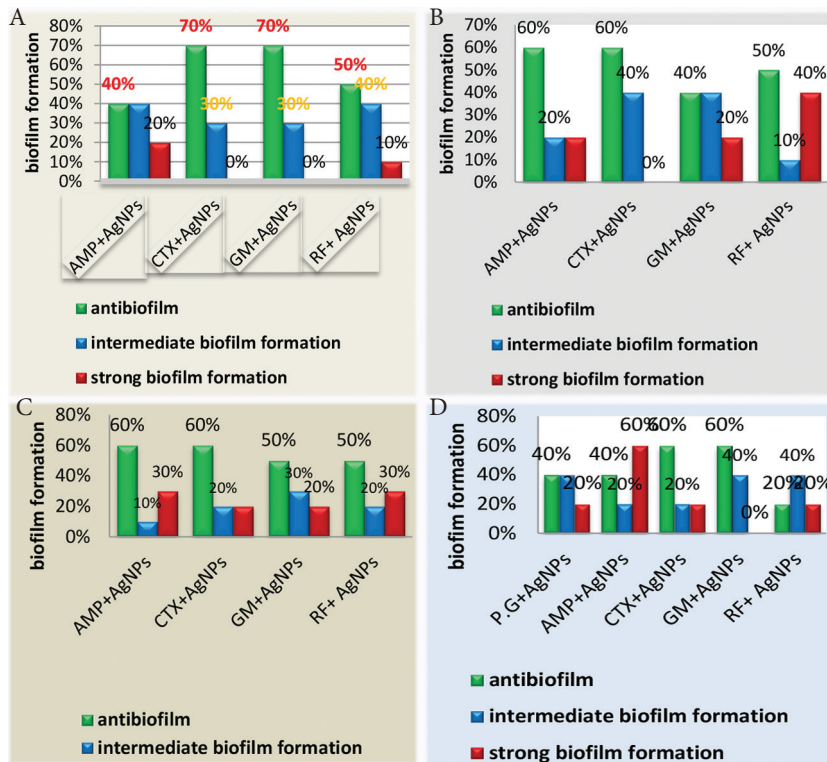 A
biofilm formation
80%
70%
60%
50%
40%
30%
20%
10%
0%
40%
20%
70%
30%
0%
70%
30%
0%
50%
40%
10%
AMP+AgNPs
CTX+AgNPs
GM+AgNPs
RF+ AgNPs
antibiofilm
intermediate biofilm formation
strong biofilm formation
B
biofilm formation
70%
60%
50%
40%
30%
20%
10%
0%
60%
20%
60%
40%
0%
40%
20%
50%
10%
40%
AMP+AgNPs
CTX+AgNPs
GM+AgNPs
RF+ AgNPs
antibiofilm
intermediate biofilm formation
strong biofilm formation
C
biofilm formation
80%
60%
40%
20%
0%
60%
10%
30%
60%
20%
50%
30%
20%
50%
20%
30%
AMP+AgNPs
CTX+AgNPs
GM+AgNPs
RF+ AgNPs
antibiofilm
intermediate biofilm formation
D
biofim formation
80%
60%
40%
20%
0%
40%
20%
40%
20%
60%
60%
20%
60%
40%
0%
20%
40%
20%
P.G+AgNPs
AMP+AgNPs
CTX+AgNPs
GM+AgNPs
RF+ AgNPs
antibiofilm
intermediate biofilm formation
strong biofilm formation